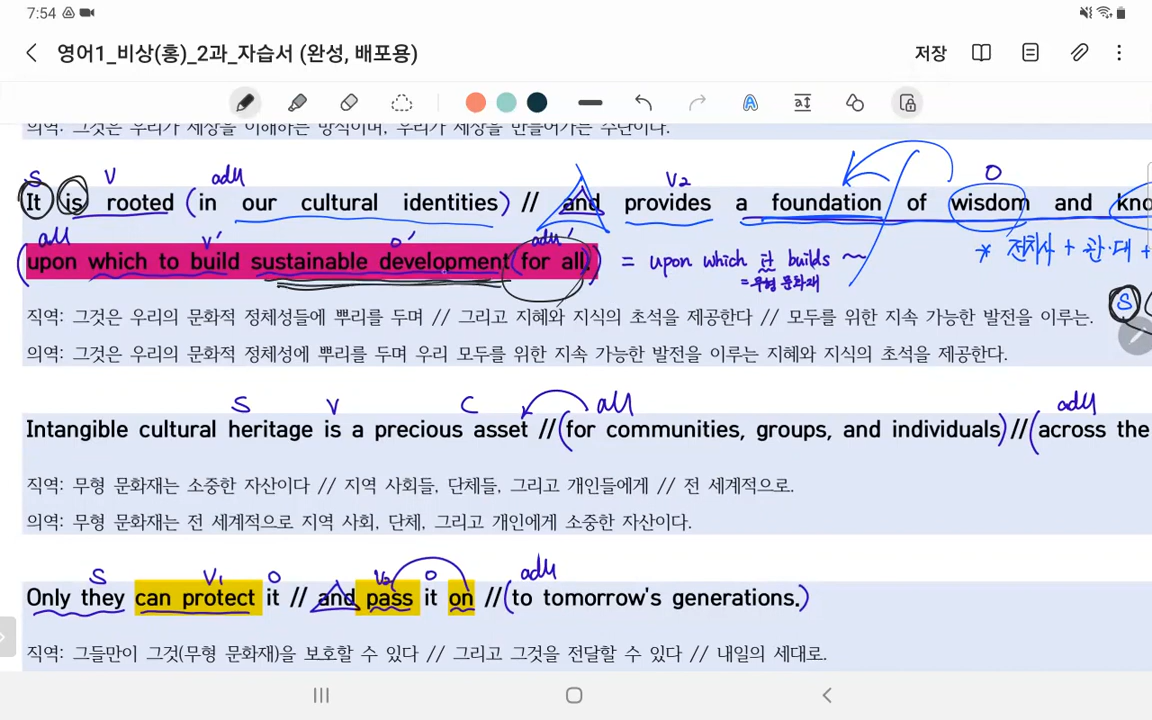 7:54
영어1_비상(홍)_2과_자습서 (완성, 배포용)
저장
의역: 그것은 우리가 세상을 이해하는 방식이며, 우리가 세상을 만들어가는 수단이다.
S V adv V2 O
It is rooted (in our cultural identities) // and provides a foundation of wisdom and kno
V' O' adv'
(upon which to build sustainable development (for all.)) = upon which 단 builds ~
=무형 문화재
* 전치사 + 관·대 +
S
직역: 그것은 우리의 문화적 정체성들에 뿌리를 두며 // 그리고 지혜와 지식의 초석을 제공한다 // 모두를 위한 지속 가능한 발전을 이루는.
의역: 그것은 우리의 문화적 정체성에 뿌리를 두며 우리 모두를 위한 지속 가능한 발전을 이루는 지혜와 지식의 초석을 제공한다.
S V C adv
Intangible cultural heritage is a precious asset // (for communities, groups, and individuals) // (across the
직역: 무형 문화재는 소중한 자산이다 // 지역 사회들, 단체들, 그리고 개인들에게 // 전 세계적으로.
의역: 무형 문화재는 전 세계적으로 지역 사회, 단체, 그리고 개인에게 소중한 자산이다.
S V1 O V2 O adv
Only they can protect it // and pass it on // (to tomorrow's generations.)
직역: 그들만이 그것(무형 문화재)을 보호할 수 있다 // 그리고 그것을 전달할 수 있다 // 내일의 세대로.